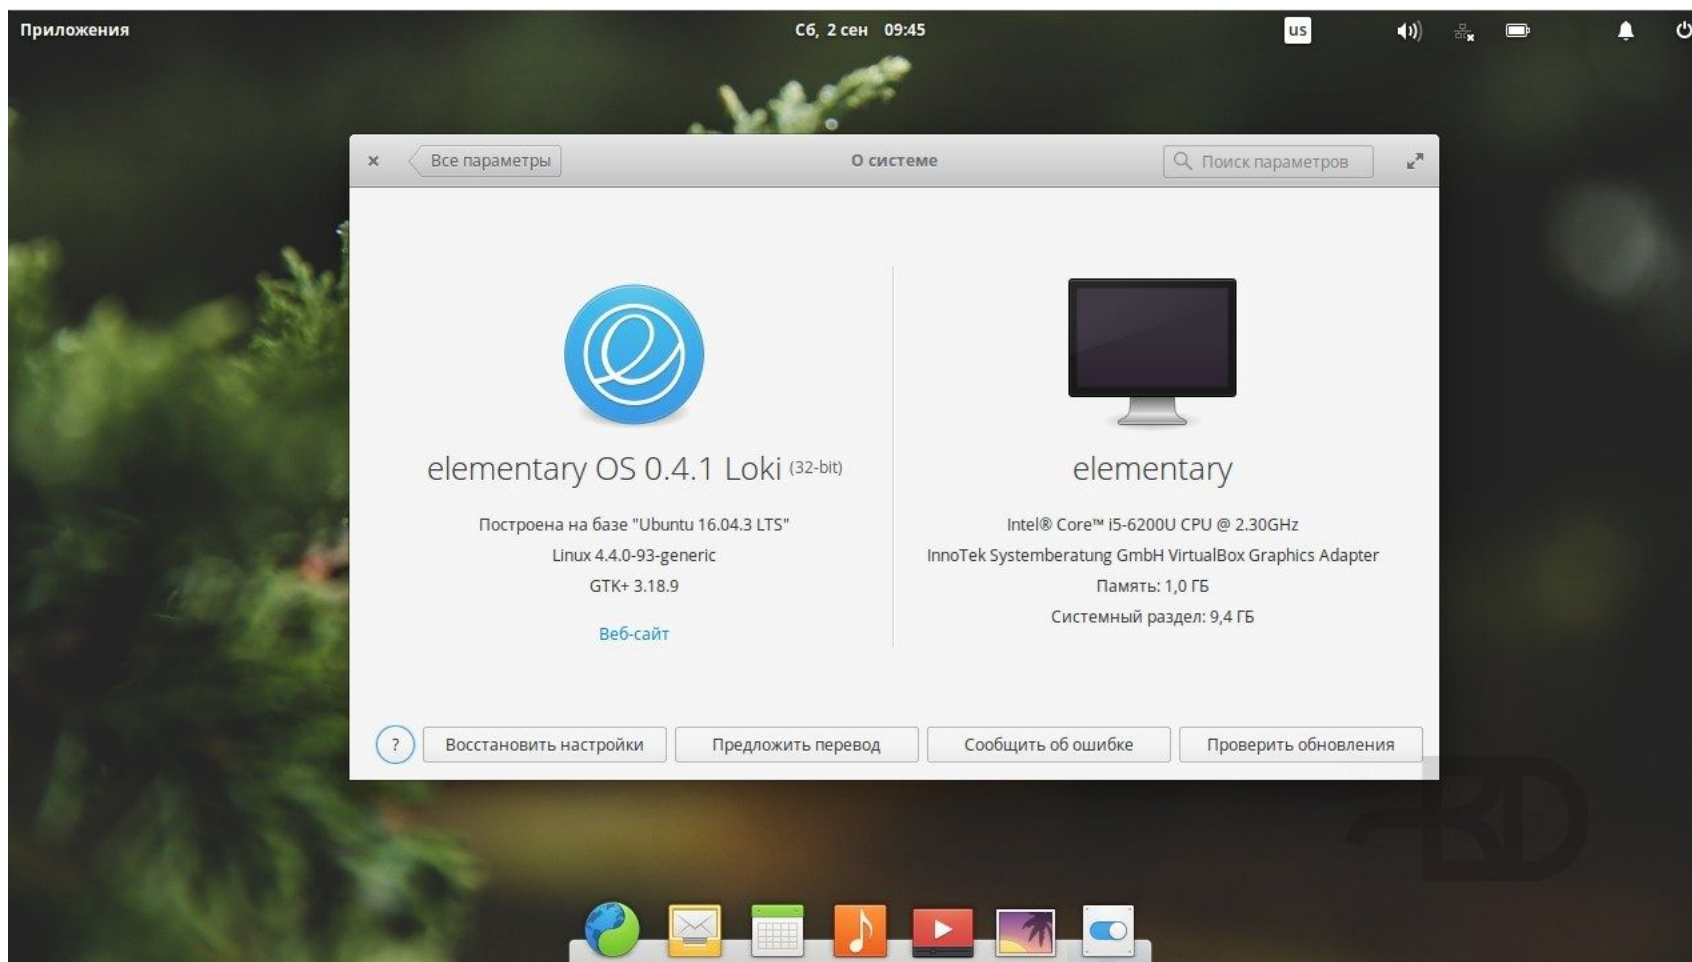 Приложения
Сб, 2 сен 09:45
us
Все параметры
О системе
Поиск параметров
elementary OS 0.4.1 Loki (32-bit)
Построена на базе "Ubuntu 16.04.3 LTS"
Linux 4.4.0-93-generic
GTK+ 3.18.9
Веб-сайт
elementary
Intel® Core™ i5-6200U CPU @ 2.30GHz
InnoTek Systemberatung GmbH VirtualBox Graphics Adapter
Память: 1,0 ГБ
Системный раздел: 9,4 ГБ
?
Восстановить настройки
Предложить перевод
Сообщить об ошибке
Проверить обновления